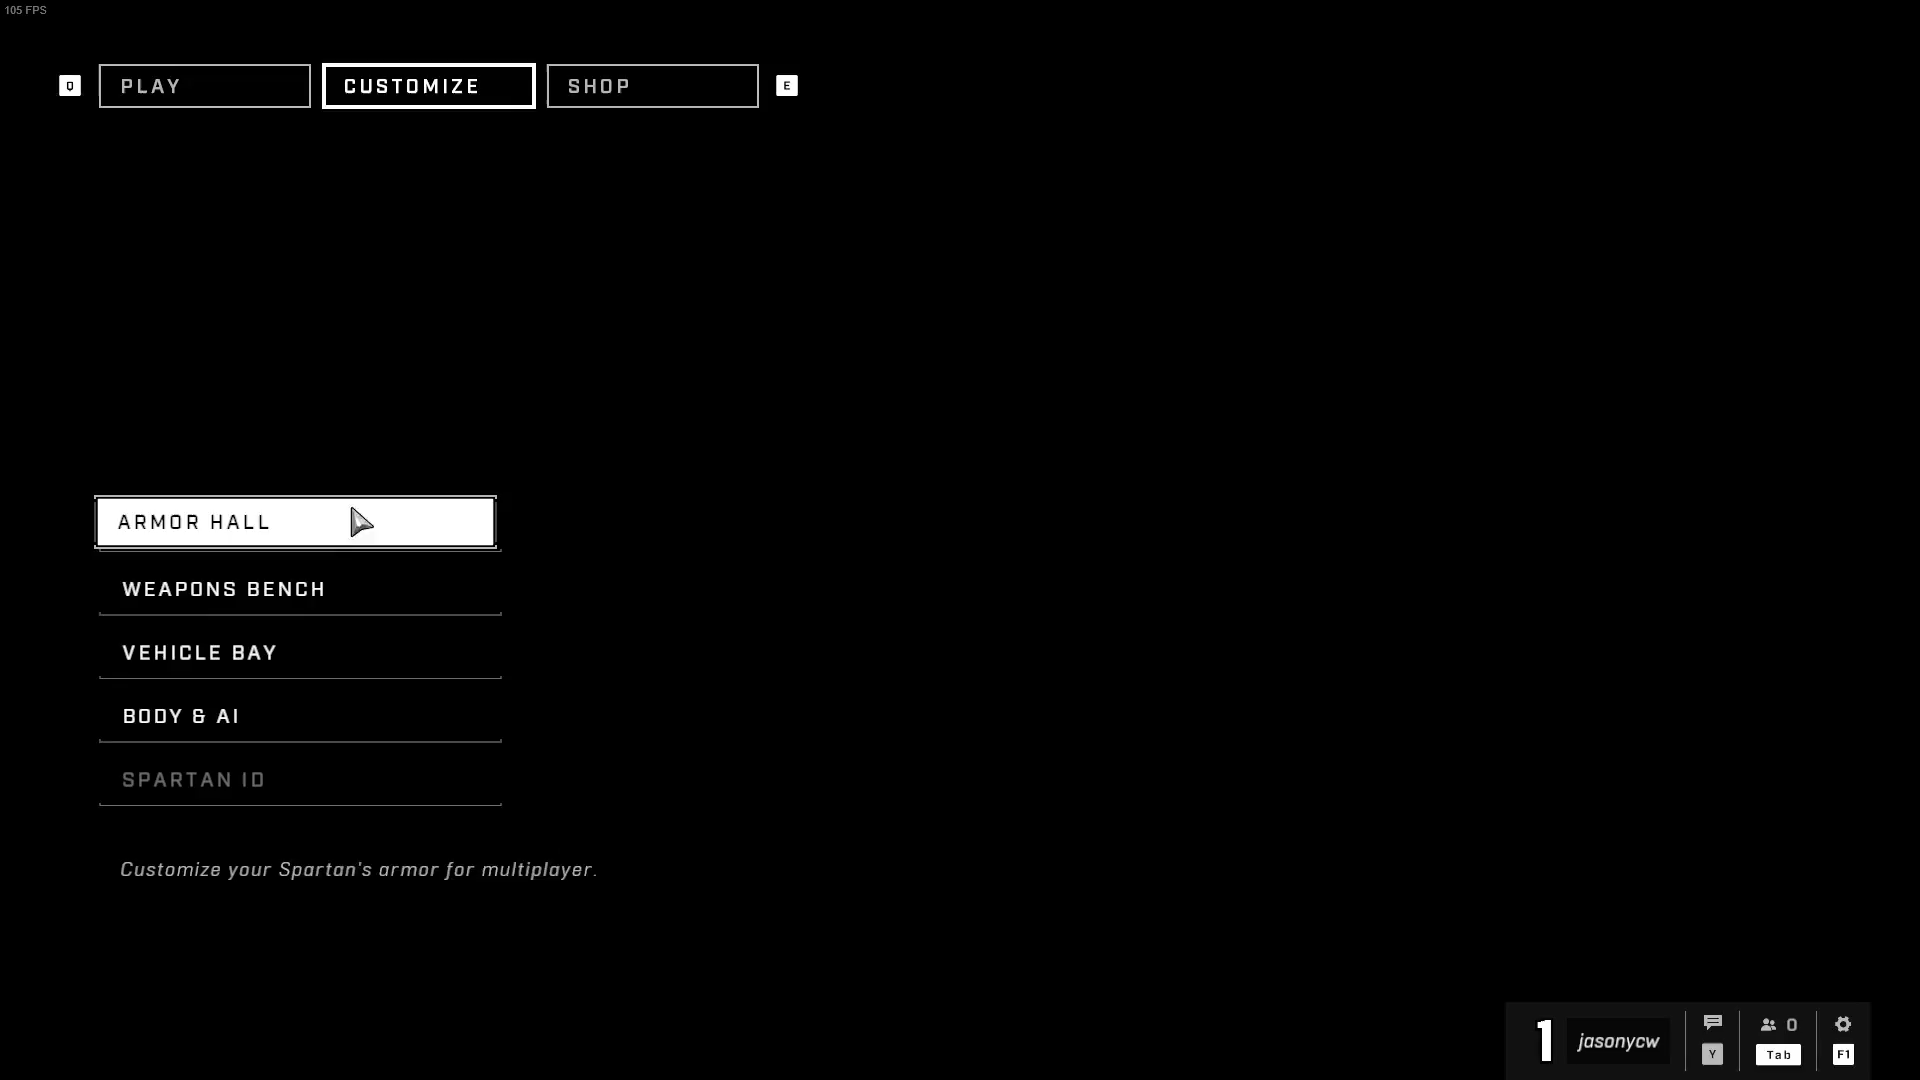 105 FPS
Q PLAY CUSTOMIZE SHOP E
ARMOR HALL
WEAPONS BENCH
VEHICLE BAY
BODY & AI
SPARTAN ID
Customize your Spartan's armor for multiplayer.
1 jasonycw 0
Y Tab F1